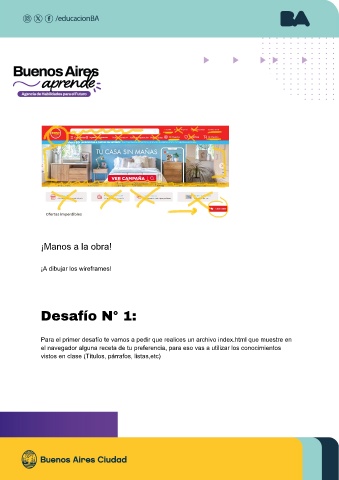 /educacionBA
BA
Buenos Aires
aprende
Agencia de Habilidades para el Futuro
TU CASA SIN MAÑAS
VER CAMPAÑA
Ofertas Imperdibles
¡Manos a la obra!
¡A dibujar los wireframes!
Desafío N° 1:
Para el primer desafío te vamos a pedir que realices un archivo index.html que muestre en
el navegador alguna receta de tu preferencia, para eso vas a utilizar los conocimientos
vistos en clase (Títulos, párrafos, listas,etc)
Buenos Aires Ciudad